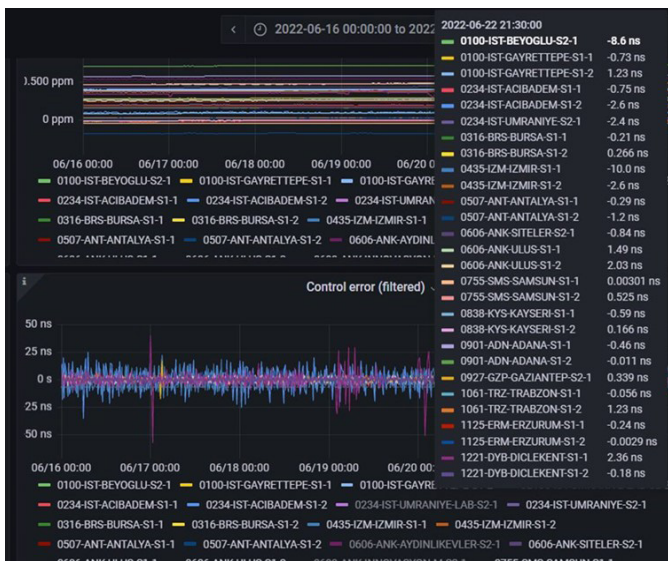 2022-06-16 00:00:00 to 2022
2022-06-22 21:30:00
0100-IST-BEYOGLU-S2-1 -8.6 ns
0100-IST-GAYRETTEPE-S1-1 -0.73 ns
0100-IST-GAYRETTEPE-S1-2 1.23 ns
0234-IST-ACIBADEM-S1-1 -0.75 ns
0234-IST-ACIBADEM-S1-2 -2.6 ns
0234-IST-UMRANIYE-S2-1 -2.4 ns
0316-BRS-BURSA-S1-1 -0.21 ns
0316-BRS-BURSA-S1-2 0.266 ns
0435-IZM-IZMIR-S1-1 -10.0 ns
0435-IZM-IZMIR-S1-2 -2.6 ns
0507-ANT-ANTALYA-S1-1 -0.29 ns
0507-ANT-ANTALYA-S1-2 -1.2 ns
0606-ANK-SITELER-S2-1 -0.84 ns
0606-ANK-ULUS-S1-1 1.49 ns
0606-ANK-ULUS-S1-2 2.03 ns
0755-SMS-SAMSUN-S1-1 0.00301 ns
0755-SMS-SAMSUN-S1-2 0.525 ns
0838-KYS-KAYSERI-S1-1 -0.59 ns
0838-KYS-KAYSERI-S1-2 0.166 ns
0901-ADN-ADANA-S1-1 -0.46 ns
0901-ADN-ADANA-S1-2 -0.011 ns
0927-GZP-GAZIANTEP-S2-1 0.339 ns
1061-TRZ-TRABZON-S1-1 -0.056 ns
1061-TRZ-TRABZON-S1-2 1.23 ns
1125-ERM-ERZURUM-S1-1 -0.24 ns
1125-ERM-ERZURUM-S1-2 -0.0029 ns
1221-DYB-DICLEKENT-S1-1 2.36 ns
1221-DYB-DICLEKENT-S1-2 -0.18 ns
1.500 ppm
0 ppm
06/16 00:00 06/17 00:00 06/18 00:00 06/19 00:00 06/20 0
0100-IST-BEYOGLU-S2-1 0100-IST-GAYRETTEPE-S1-1 0100-IST-GAYRE
0234-IST-ACIBADEM-S1-1 0234-IST-ACIBADEM-S1-2 0234-IST-UMRAN
0316-BRS-BURSA-S1-1 0316-BRS-BURSA-S1-2 0435-IZM-IZMIR-S1-1
0507-ANT-ANTALYA-S1-1 0507-ANT-ANTALYA-S1-2 0606-ANK-AYDINL
Control error (filtered)
50 ns
25 ns
0 s
25 ns
50 ns
06/16 00:00 06/17 00:00 06/18 00:00 06/19 00:00 06/20 00:
0100-IST-BEYOGLU-S2-1 0100-IST-GAYRETTEPE-S1-1 0100-IST-GAYRE
0234-IST-ACIBADEM-S1-1 0234-IST-ACIBADEM-S1-2 0234-IST-UMRANIYE-LAB-S2-1 0234-IST-UMRANIYE-S2-1
0316-BRS-BURSA-S1-1 0316-BRS-BURSA-S1-2 0435-IZM-IZMIR-S1-1 0435-IZM-IZMIR-S1-2
0507-ANT-ANTALYA-S1-1 0507-ANT-ANTALYA-S1-2 0606-ANK-AYDINLIKEVLER-S2-1 0606-ANK-SITELER-S2-1